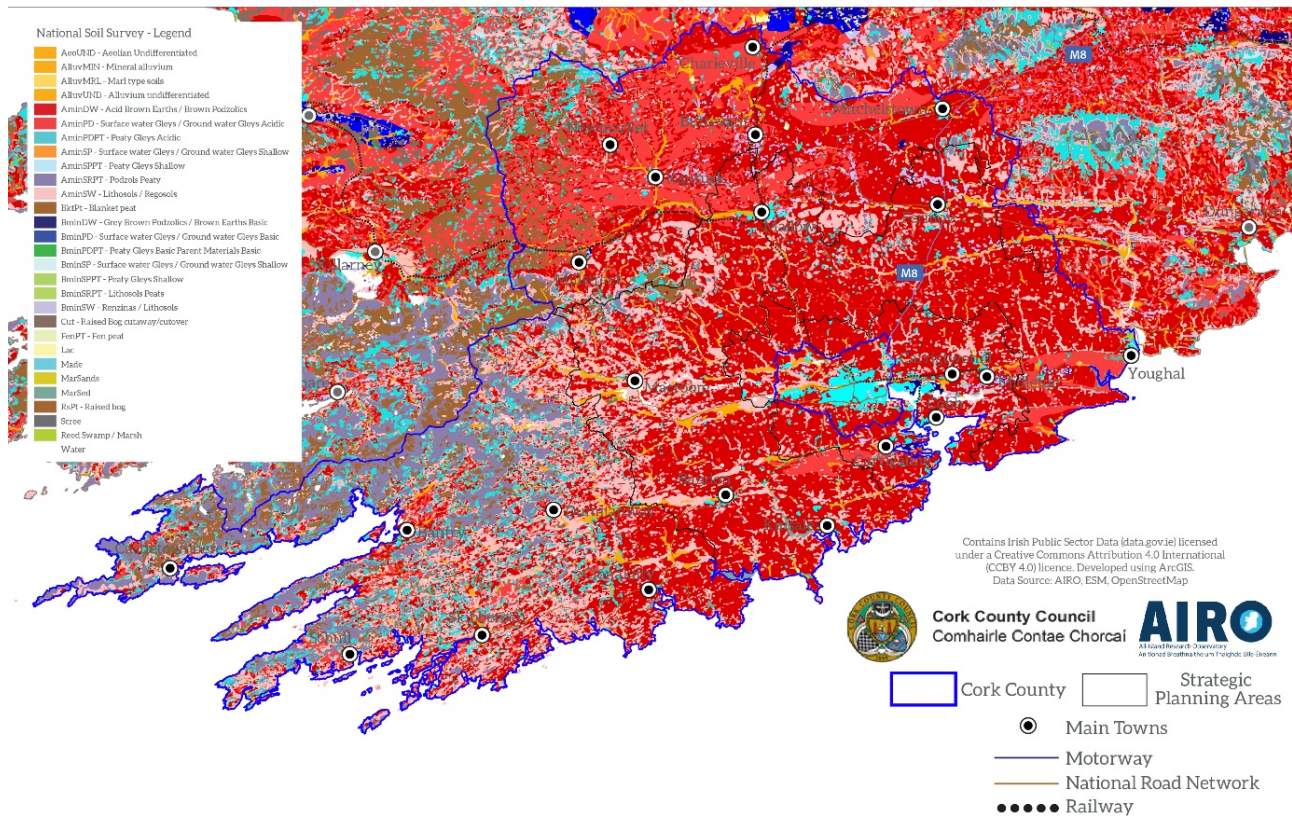 National Soil Survey - Legend
AeoUND - Aeolian Undifferentiated
AlluvMIN - Mineral alluvium
AlluvMRL - Marl type soils
AlluvUND - Alluvium undifferentiated
AminDW - Acid Brown Earths / Brown Podzolics
AminPD - Surface water Gleys / Ground water Gleys Acidic
AminPDPT - Peaty Gleys Acidic
AminSP - Surface water Gleys / Ground water Gleys Shallow
AminSPPT - Peaty Gleys Shallow
AminSRPT - Podzols Peaty
AminSW - Lithosols / Regosols
BktPt - Blanket peat
BminDW - Grey Brown Podzolics / Brown Earths Basic
BminPD - Surface water Gleys / Ground water Gleys Basic
BminPDPT - Peaty Gleys Basic Parent Materials Basic
BminSP - Surface water Gleys / Ground water Gleys Shallow
BminSPPT - Peaty Gleys Shallow
BminSRPT - Lithosols Peats
BminSW - Renzinas / Lithosols
Cut - Raised Bog cutaway/cutover
FenPT - Fen peat
Lac
Made
MarSands
MarSed
RsPt - Raised bog
Scree
Reed Swamp / Marsh
Water
M8
Charleville
Mitchelstown
Mallow
M8
Macroom
Youghal
Schull
Contains Irish Public Sector Data (data.gov.ie) licensed
under a Creative Commons Attribution 4.0 International
(CCBY 4.0) licence. Developed using ArcGIS.
Data Source: AIRO, ESM, OpenStreetMap
Cork County Council
Comhairle Contae Chorcaí
AIRO
All-Island Research Observatory
Cork County
Strategic
Planning Areas
Main Towns
Motorway
National Road Network
Railway